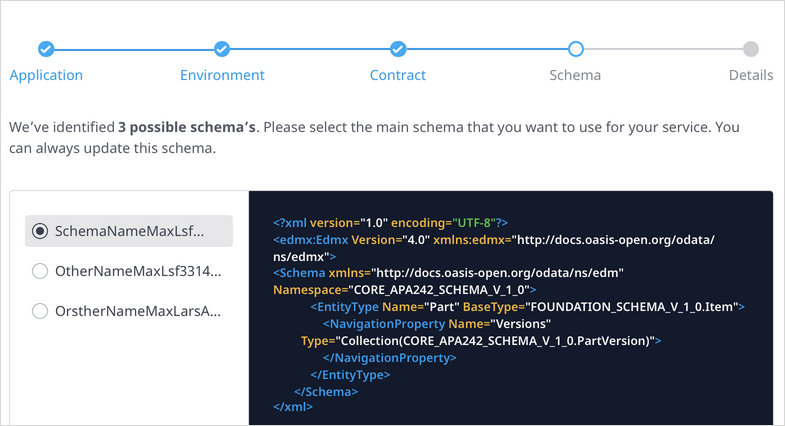 Application Environment Contract Schema Details
We’ve identified 3 possible schema’s. Please select the main schema that you want to use for your service. You
can always update this schema.
SchemaNameMaxLsf...
OtherNameMaxLsf3314...
OrstherNameMaxLarsA...
<?xml version="1.0" encoding="UTF-8"?>
<edmx:Edmx Version="4.0" xmlns:edmx="http://docs.oasis-open.org/odata/
ns/edmx">
<Schema xmlns="http://docs.oasis-open.org/odata/ns/edm"
Namespace="CORE_APA242_SCHEMA_V_1_0">
<EntityType Name="Part" BaseType="FOUNDATION_SCHEMA_V_1_0.Item">
<NavigationProperty Name="Versions"
Type="Collection(CORE_APA242_SCHEMA_V_1_0.PartVersion)">
</NavigationProperty>
</EntityType>
</Schema>
</xml>